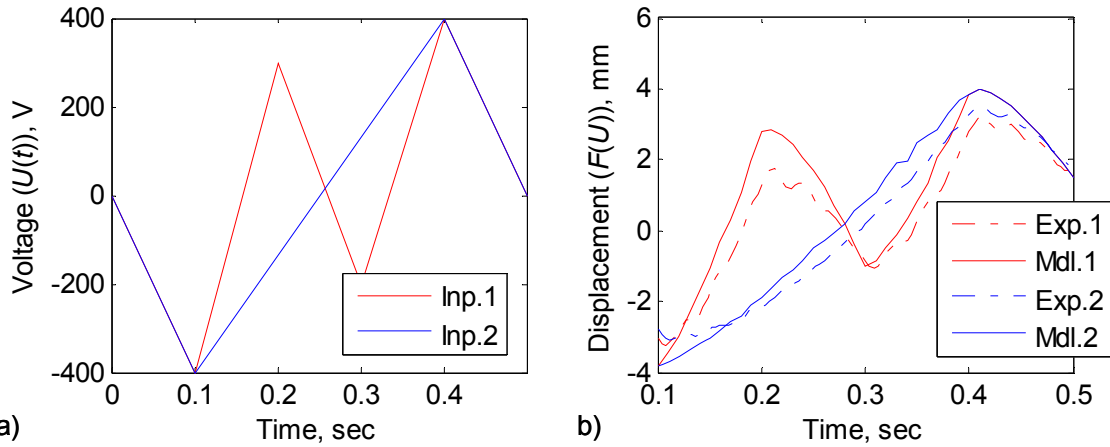 400
200
0
-200
-400
Voltage (U(t)), V
0 0.1 0.2 0.3 0.4
Time, sec
Inp.1
Inp.2
a)
6
4
2
0
-2
-4
Displacement (F(U)), mm
0.1 0.2 0.3 0.4 0.5
Time, sec
Exp.1
Mdl.1
Exp.2
Mdl.2
b)